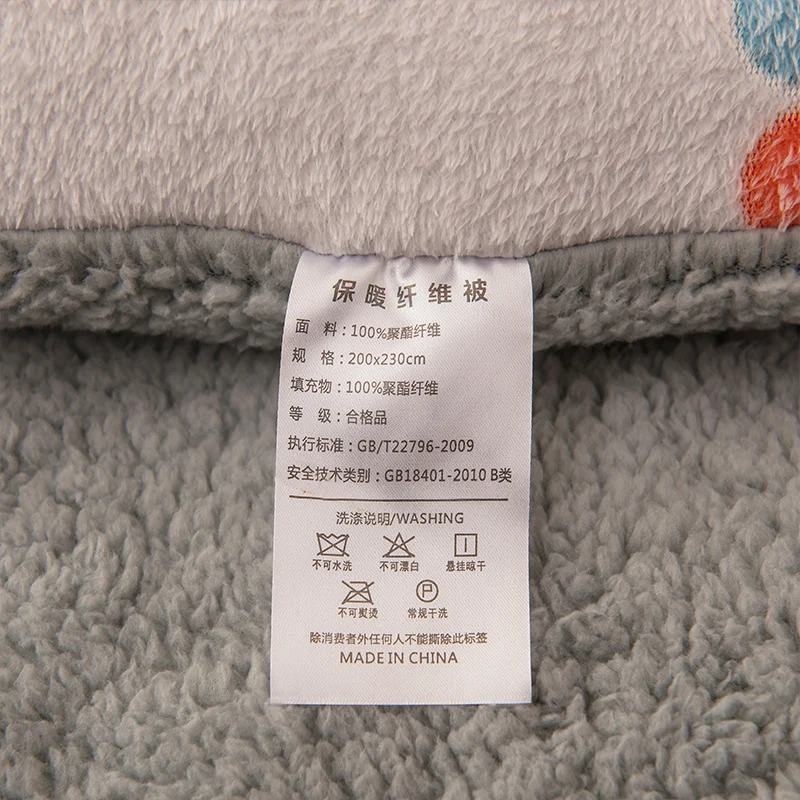 保暖纤维被
面 料：100%聚酯纤维
规 格：200x230cm
填充物：100%聚酯纤维
等 级：合格品
执行标准：GB/T22796-2009
安全技术类别：GB18401-2010 B类
洗涤说明/WASHING
不可水洗 不可漂白 悬挂晾干
P
不可熨烫 常规干洗
除消费者外任何人不能撕除此标签
MADE IN CHINA